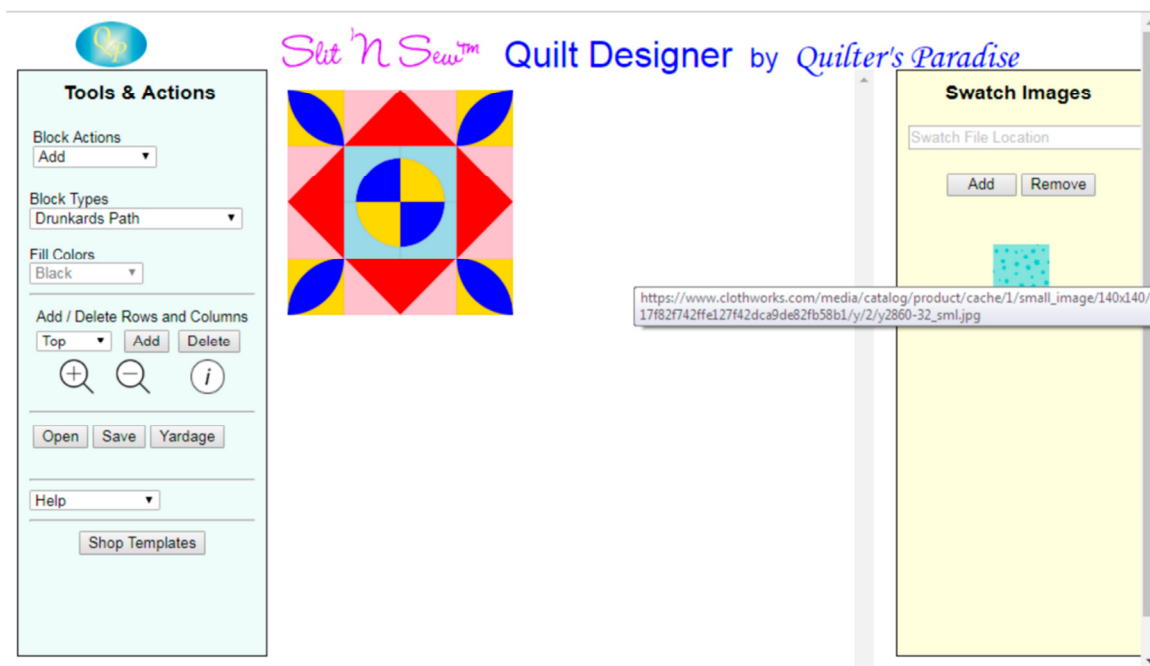 QP
Slit 'N Sew™ Quilt Designer by Quilter's Paradise
Tools & Actions
Block Actions
Add
Block Types
Drunkards Path
Fill Colors
Black
Add / Delete Rows and Columns
Top Add Delete
i
Open Save Yardage
Help
Shop Templates
Swatch Images
Swatch File Location
Add Remove
https://www.clothworks.com/media/catalog/product/cache/1/small_image/140x140/
17f82f742ffe127f42dca9de82fb58b1/y/2/y2860-32_sml.jpg